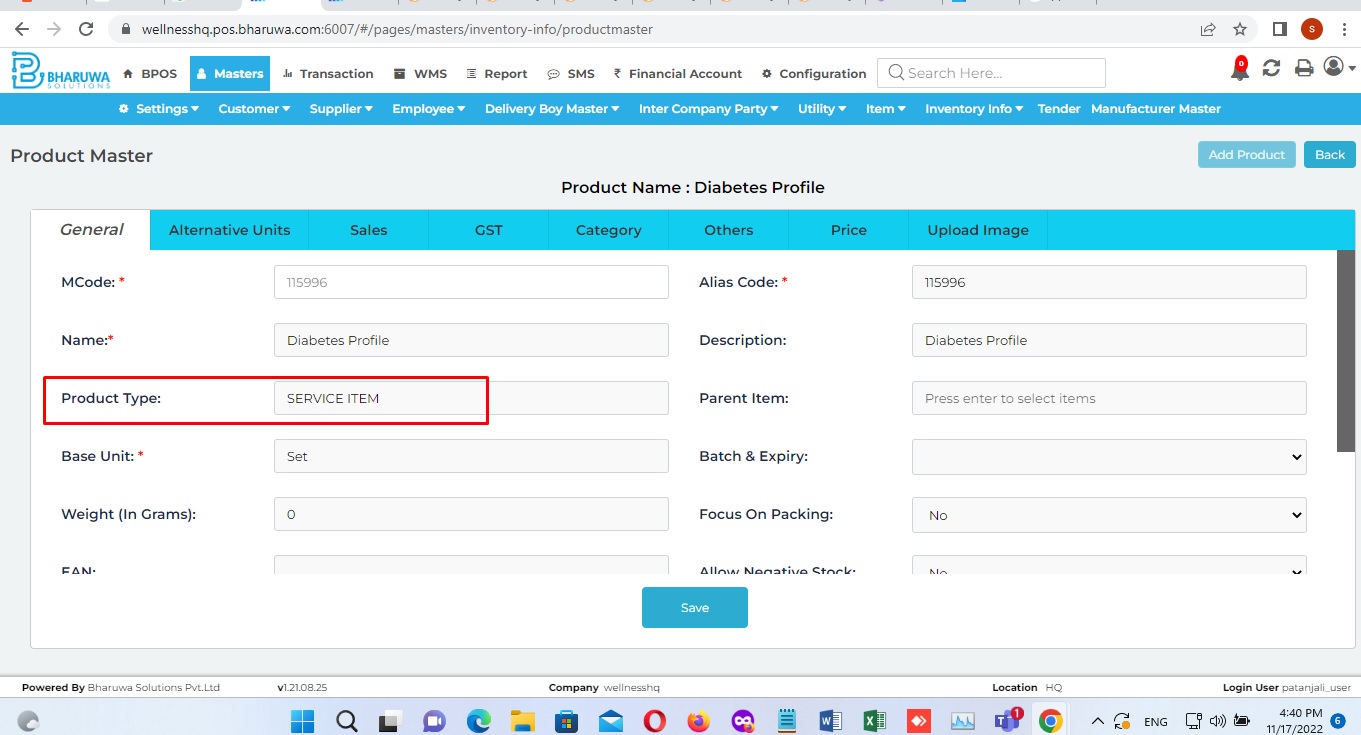 wellnesshq.pos.bharuwa.com:6007/#/pages/masters/inventory-info/productmaster
S
BHARUWA
SOLUTIONS
BPOS Masters Transaction WMS Report SMS ₹ Financial Account Configuration Search Here... 0
Settings Customer Supplier Employee Delivery Boy Master Inter Company Party Utility Item Inventory Info Tender Manufacturer Master
Product Master
Add Product Back
Product Name : Diabetes Profile
General Alternative Units Sales GST Category Others Price Upload Image
MCode: * 115996 Alias Code: * 115996
Name:* Diabetes Profile Description: Diabetes Profile
Product Type: SERVICE ITEM Parent Item: Press enter to select items
Base Unit: * Set Batch & Expiry:
Weight (In Grams): 0 Focus On Packing: No
EAN: Allow Negative Stock: No
Save
Powered By Bharuwa Solutions Pvt.Ltd v1.21.08.25 Company wellnesshq Location HQ Login User patanjali_user
1 ENG 4:40 PM 6
11/17/2022